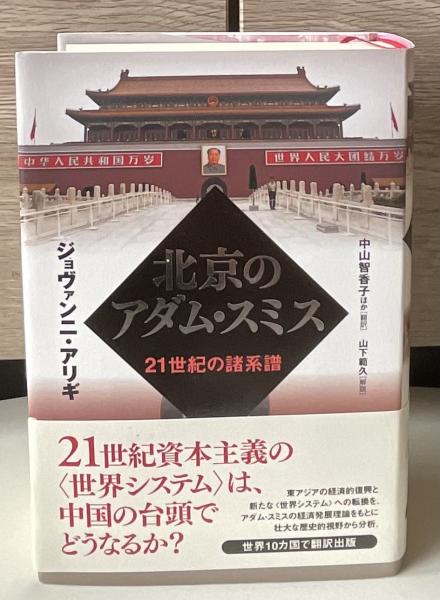 中华人民共和国万岁
世界人民大团结万岁
北京の
アダム・スミス
21世紀の諸系譜
ジョヴァンニ・アリギ
中山智香子ほか[翻訳]
山下範久[解説]
21世紀資本主義の
〈世界システム〉は、
中国の台頭で
どうなるか?
東アジアの経済的復興と
新たな〈世界システム〉への転換を、
アダム・スミスの経済発展理論をもとに
壮大な歴史的視野から分析。
世界10カ国で翻訳出版